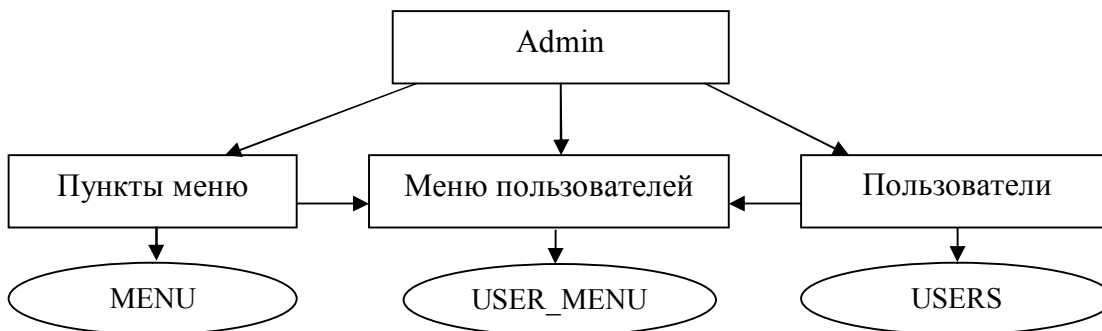 Admin
Пункты меню
Меню пользователей
Пользователи
MENU
USER_MENU
USERS